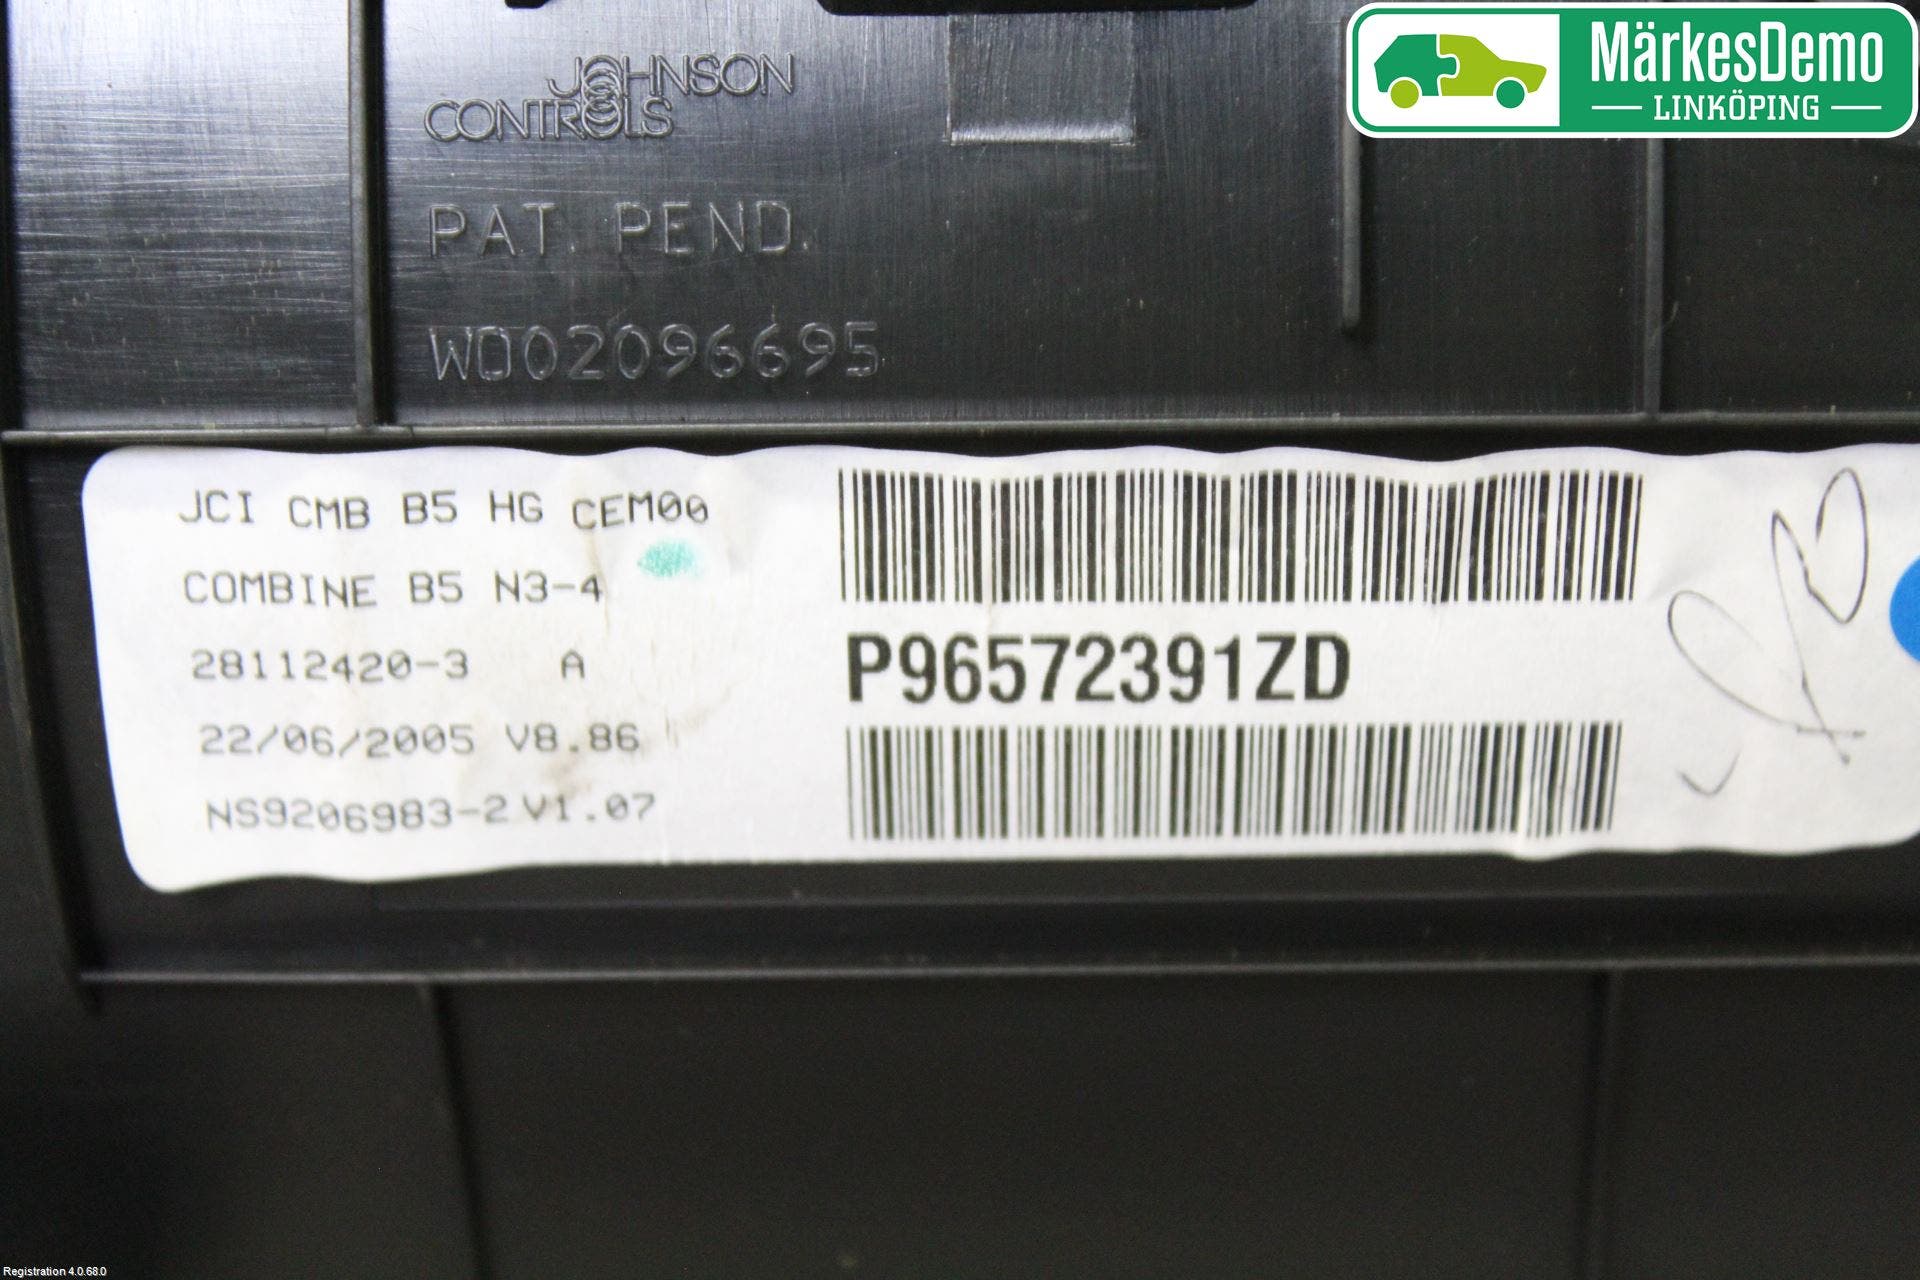 MärkesDemo
LINKÖPING
JOHNSON
CONTROLS
PAT. PEND.
WO02096695
JCI CMB B5 HG CEM00
COMBINE B5 N3-4
28112420-3 A
22/06/2005 V8.86
NS9206983-2 V1.07
P96572391ZD
Registration 4.0.68.0